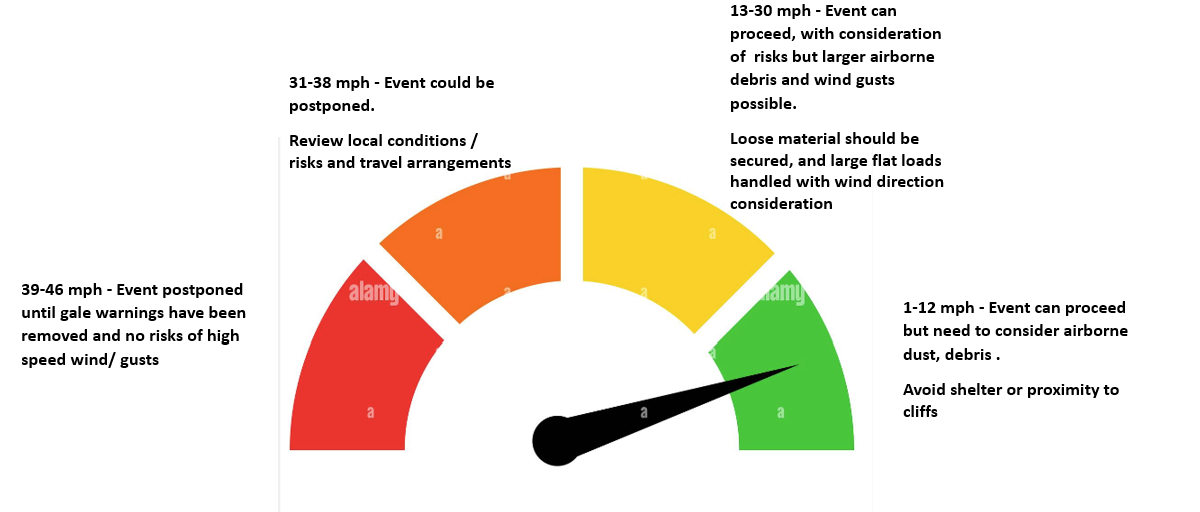 13-30 mph - Event can
proceed, with consideration
of  risks but larger airborne
debris and wind gusts
possible.
Loose material should be
secured, and large flat loads
handled with wind direction
consideration
31-38 mph - Event could be
postponed.
Review local conditions /
risks and travel arrangements
39-46 mph - Event postponed
until gale warnings have been
removed and no risks of high
speed wind/ gusts
1-12 mph - Event can proceed
but need to consider airborne
dust, debris .
Avoid shelter or proximity to
cliffs
a
a
a
a
alamy
a
a
alamy
a
a
a
a
a